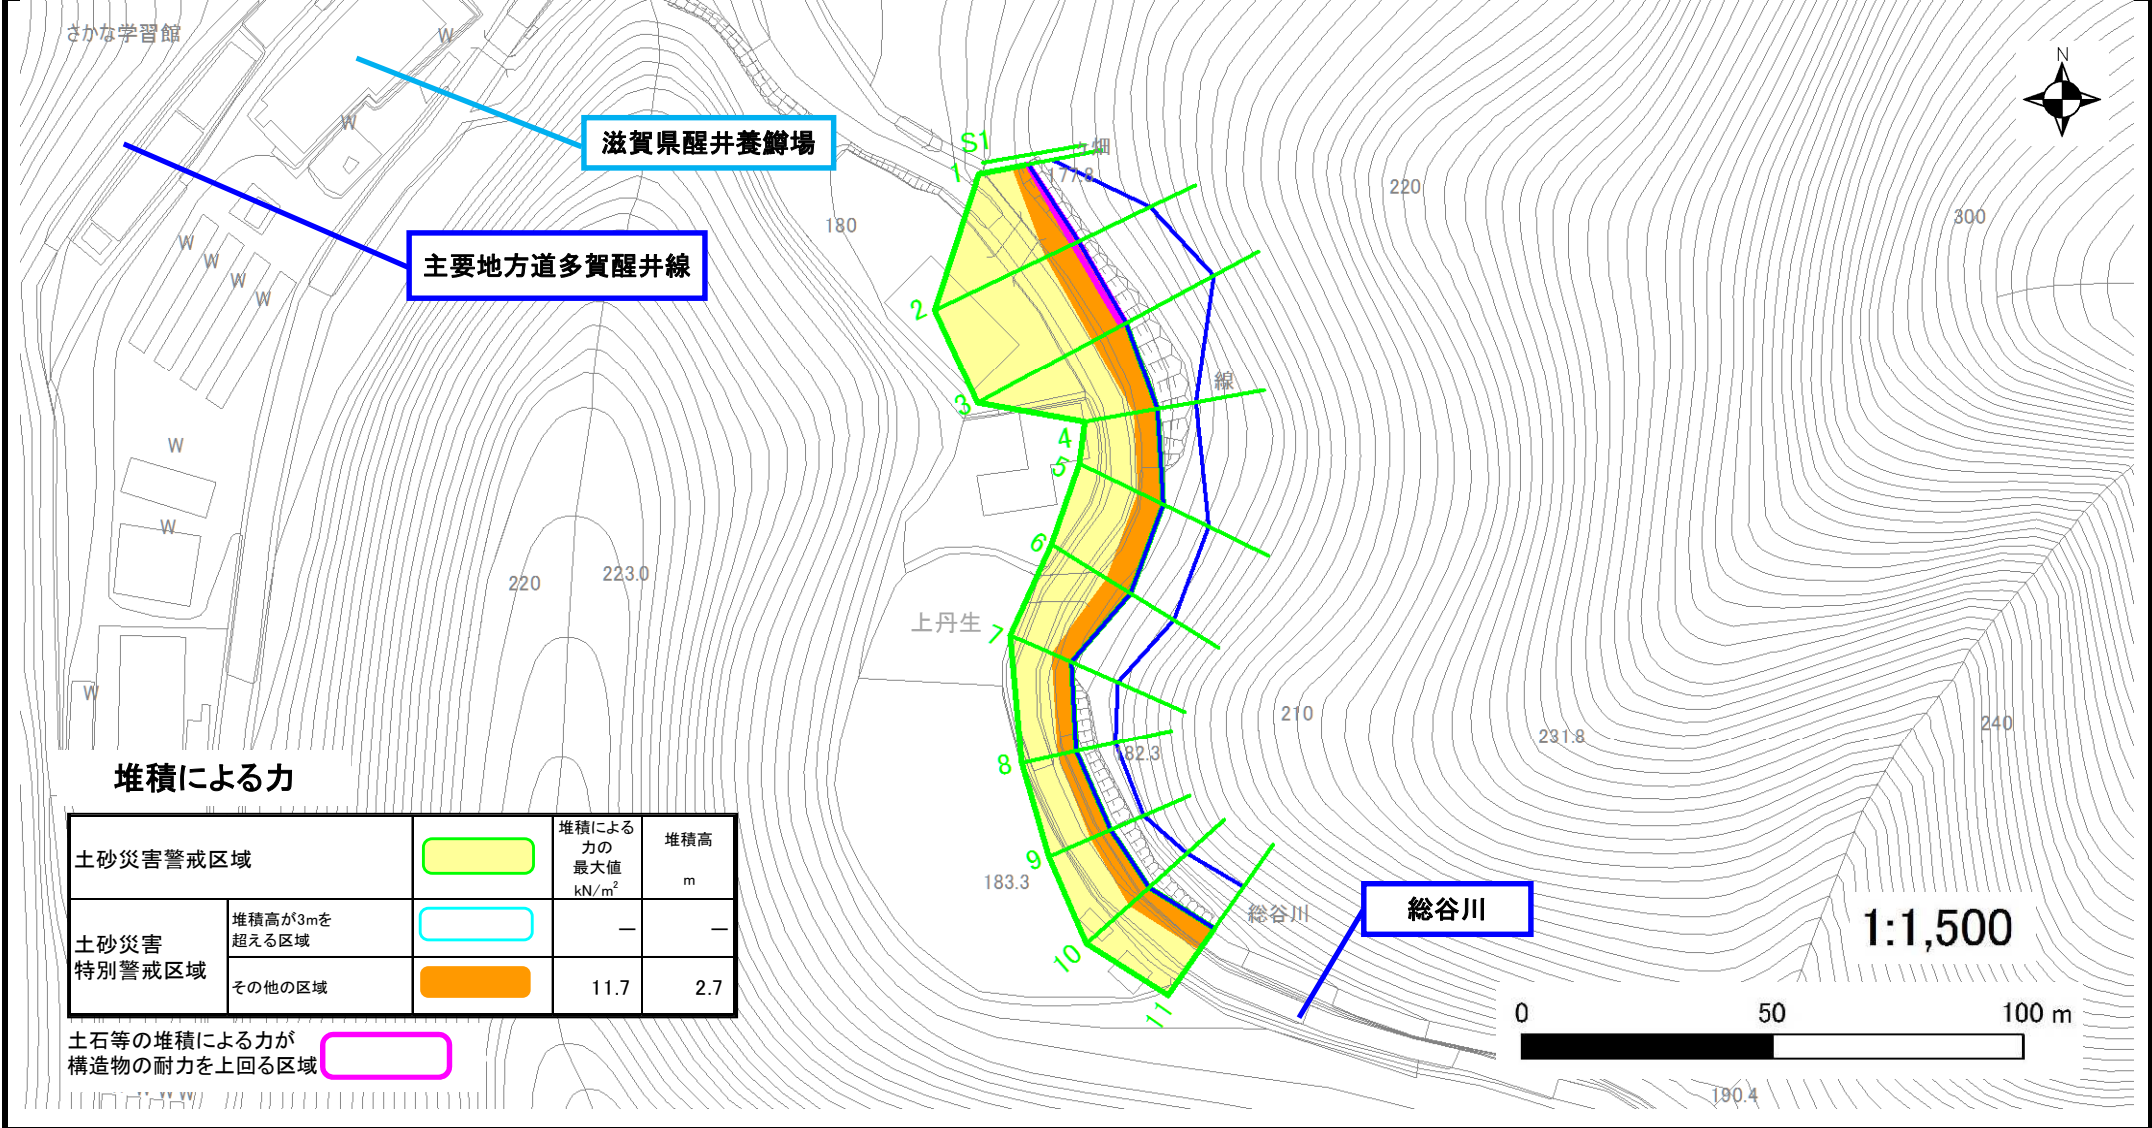 さかな学習館
W
W
滋賀県醒井養鱒場
主要地方道多賀醒井線
W
W
W
W
W
W
W
N
S1
1
2
3
4
5
6
7
8
9
10
11
ヶ畑
177.8
180
220
300
線
220
223.0
上丹生
210
231.8
240
182.3
183.3
総谷川
総谷川
190.4
1:1,500
0 50 100 m
堆積による力
土砂災害警戒区域
堆積による
力の
最大値
kN/m²
堆積高
m
土砂災害
特別警戒区域
堆積高が3mを
超える区域
— —
その他の区域
11.7 2.7
土石等の堆積による力が
構造物の耐力を上回る区域